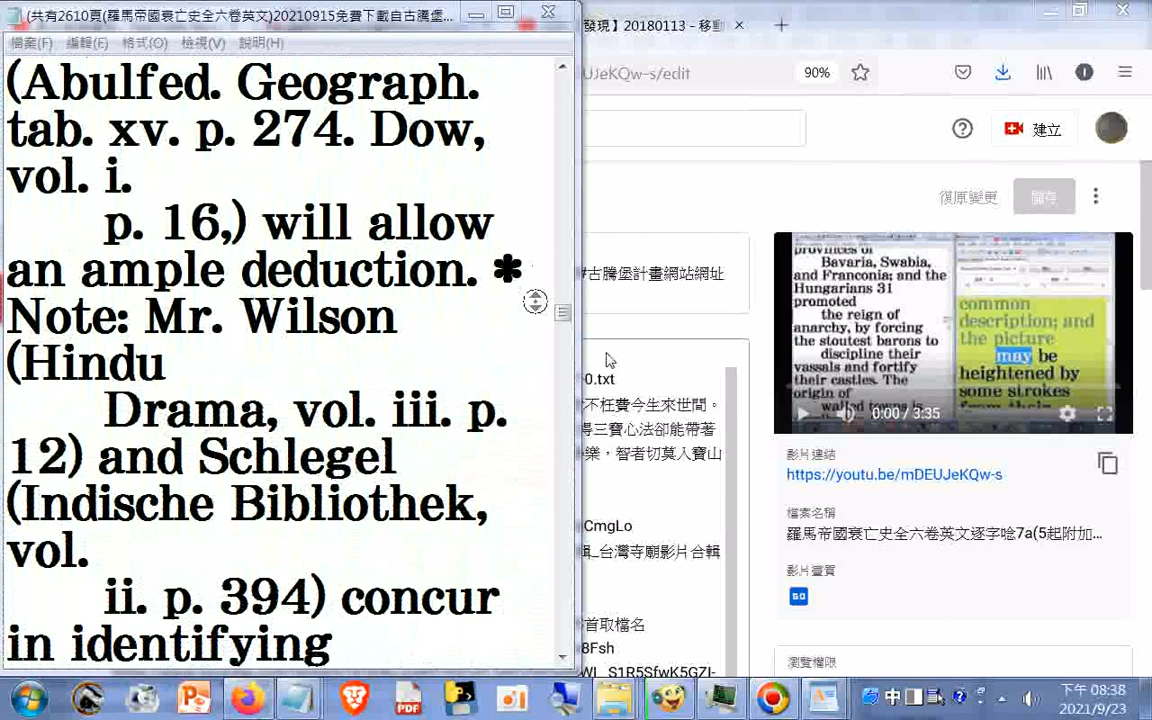 (共有2610頁(羅馬帝國衰亡史全六卷英文)20210915免費下載自古騰堡...
檔案(F) 編輯(E) 格式(O) 檢視(V) 說明(H)
(Abulfed. Geograph.
tab. xv. p. 274. Dow,
vol. i.
p. 16,) will allow
an ample deduction. *
Note: Mr. Wilson
(Hindu
Drama, vol. iii. p.
12) and Schlegel
(Indische Bibliothek,
vol.
ii. p. 394) concur
in identifying
發現】20180113 - 移動
UJeKQw-s/edit
90%
建立
復原變更
儲存
#古騰堡計畫網站網址
-0.txt
不枉費今生來世間。
得三寶心法卻能帶著
樂，智者切莫入寶山
CmgLo
輯_台灣寺廟影片合輯
首取檔名
8Fsh
WI_S1R5SfwK5GZI-
provinces of
Bavaria, Swabia,
and Franconia; and the
Hungarians 31
promoted
the reign of
anarchy, by forcing
the stoutest barons to
discipline their
vassals and fortify
their castles. The
origin of
walled towns is
common
description; and
the picture
may be
heightened by
some strokes
from their
0:00 / 3:35
影片連結
https://youtu.be/mDEUJeKQw-s
檔案名稱
羅馬帝國衰亡史全六卷英文逐字唸7a(5起附加...
影片畫質
瀏覽權限
PDF
中
下午 08:38
2021/9/23